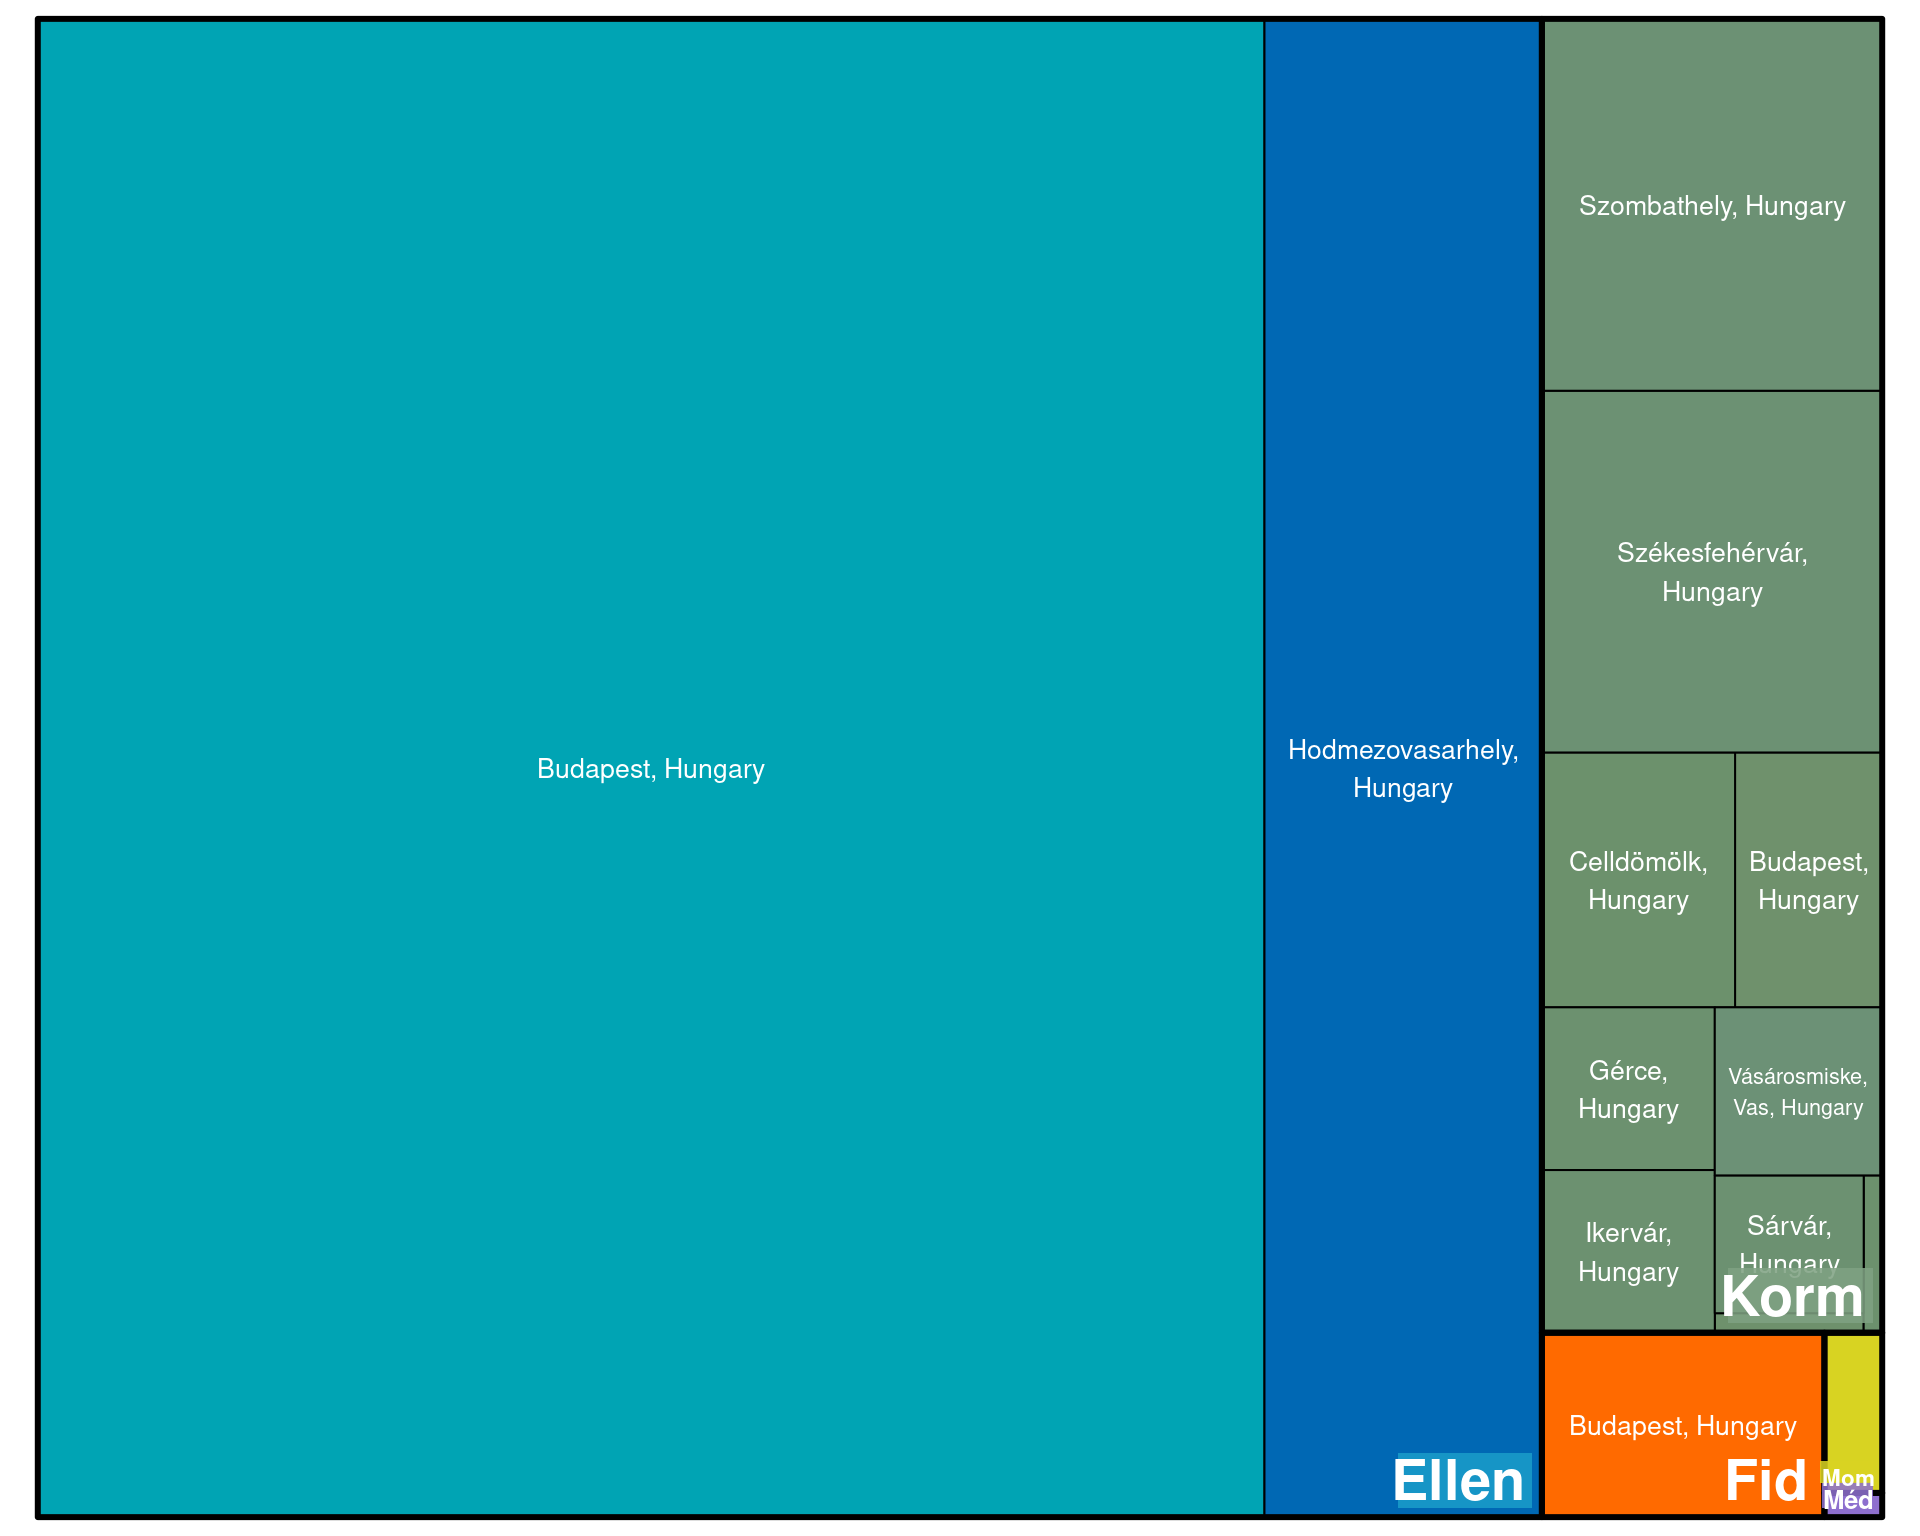 Budapest, Hungary
Hodmezovasarhely,
Hungary
Ellen
Szombathely, Hungary
Székesfehérvár,
Hungary
Celldömölk,
Hungary
Budapest,
Hungary
Gérce,
Hungary
Vásárosmiske,
Vas, Hungary
Ikervár,
Hungary
Sárvár,
Hungary
Korm
Budapest, Hungary
Fid
Mom
Méd